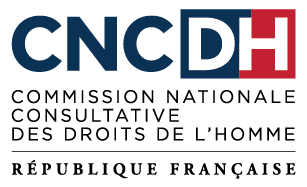 CNCDH
COMMISSION NATIONALE
CONSULTATIVE
DES DROITS DE L'HOMME
RÉPUBLIQUE FRANÇAISE